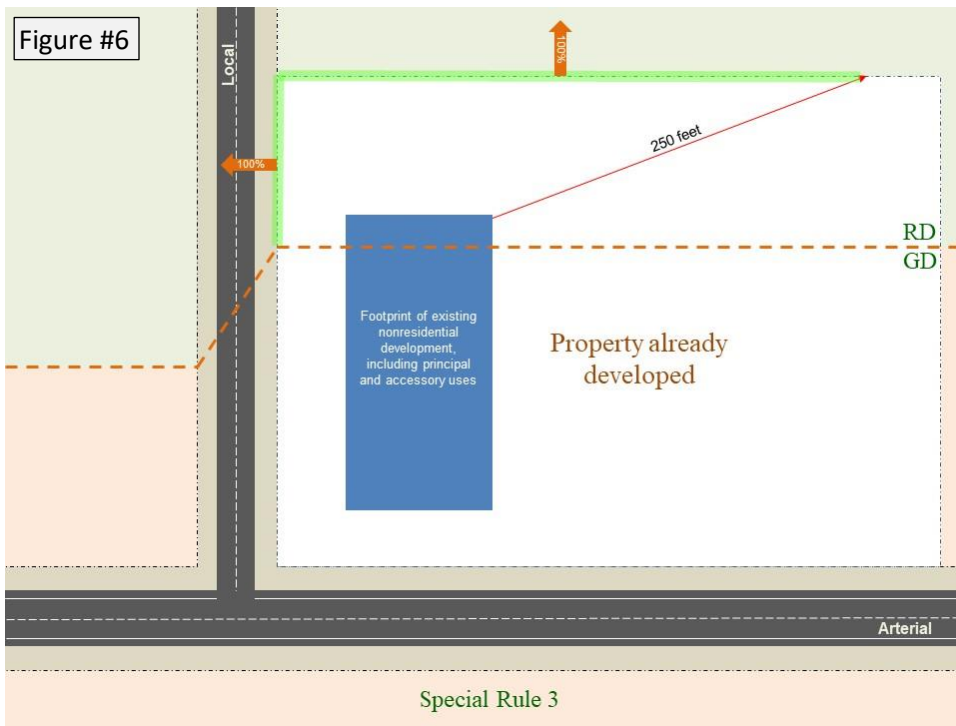 Figure #6
Local
100%
100%
250 feet
RD
GD
Footprint of existing
nonresidential
development,
including principal
and accessory uses
Property already
developed
Arterial
Special Rule 3